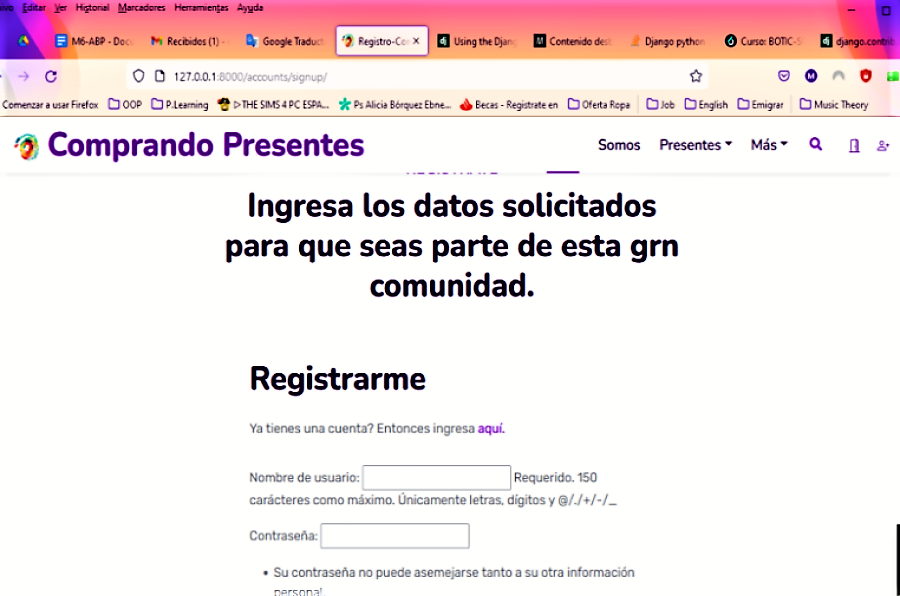 Editar Ver Historial Marcadores Herramientas Ayuda
M6-ABP - Docu Recibidos (1) - Google Traduct Registro-Co Using the Djang Contenido dest Django python Curso: BOTIC-S django.contrib
127.0.0.1:8000/accounts/signup/
Comenzar a usar Firefox OOP P.Learning ▷THE SIMS 4 PC ESPA... Ps Alicia Bórquez Ebne... Becas - Registrate en Oferta Ropa Job English Emigrar Music Theory
Comprando Presentes Somos Presentes Más
Ingresa los datos solicitados
para que seas parte de esta grn
comunidad.
Registrarme
Ya tienes una cuenta? Entonces ingresa aquí.
Nombre de usuario: Requerido. 150
carácteres como máximo. Únicamente letras, dígitos y @/./+/-/_
Contraseña:
• Su contraseña no puede asemejarse tanto a su otra información
personal.